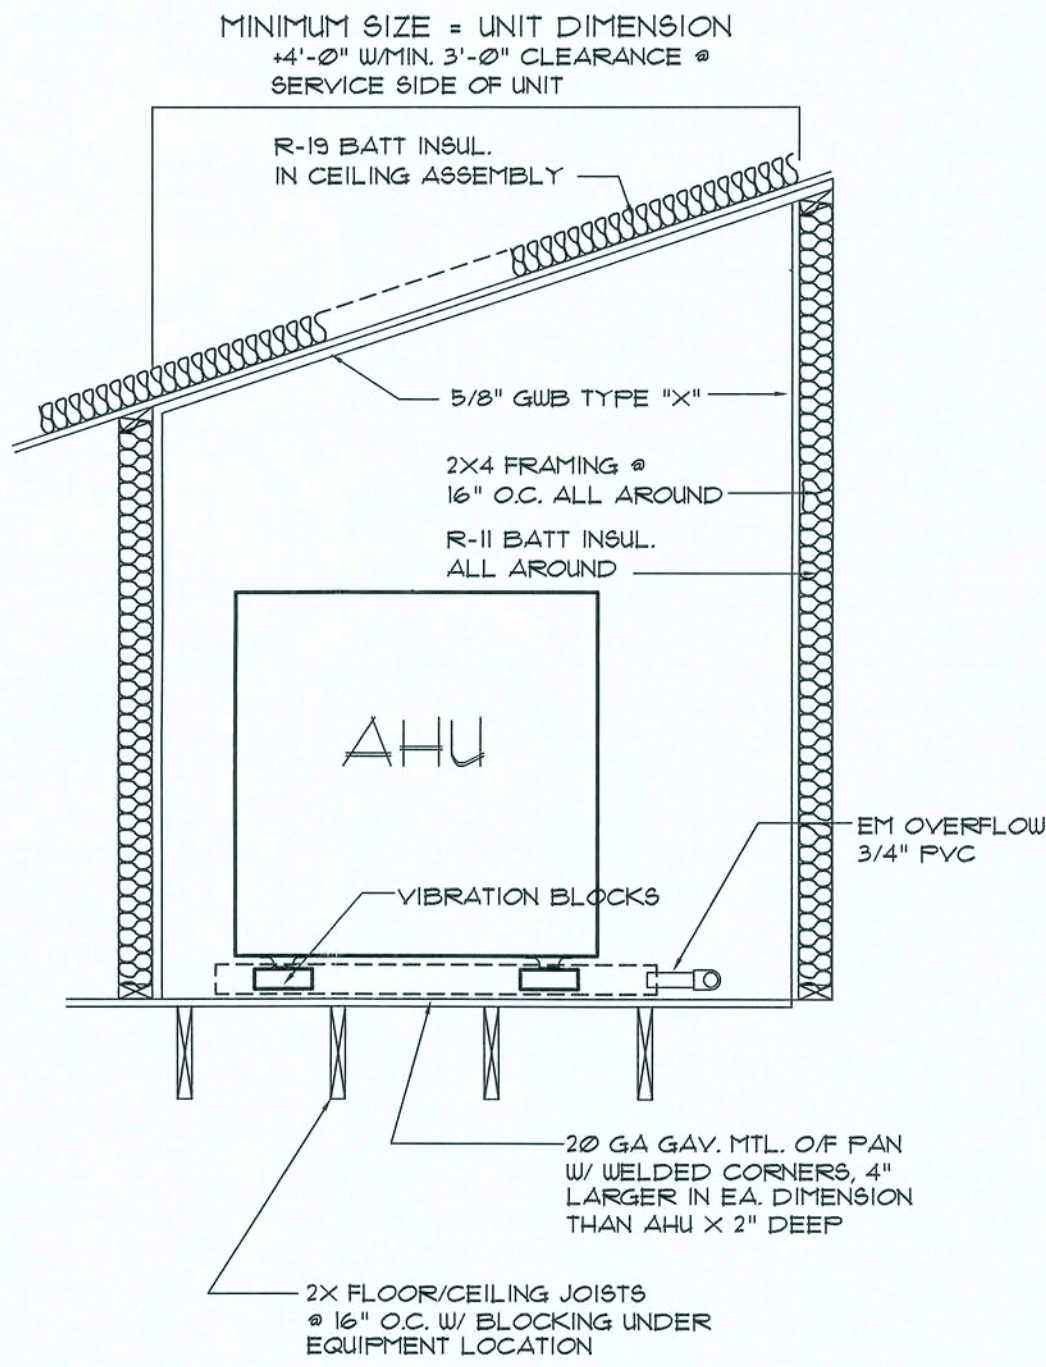 MINIMUM SIZE = UNIT DIMENSION
+4'-0" W/MIN. 3'-0" CLEARANCE @
SERVICE SIDE OF UNIT
R-19 BATT INSUL.
IN CEILING ASSEMBLY
5/8" GWB TYPE "X"
2X4 FRAMING @
16" O.C. ALL AROUND
R-11 BATT INSUL.
ALL AROUND
AHU
EM OVERFLOW
3/4" PVC
VIBRATION BLOCKS
20 GA GAV. MTL. O/F PAN
W/ WELDED CORNERS, 4"
LARGER IN EA. DIMENSION
THAN AHU X 2" DEEP
2X FLOOR/CEILING JOISTS
@ 16" O.C. W/ BLOCKING UNDER
EQUIPMENT LOCATION